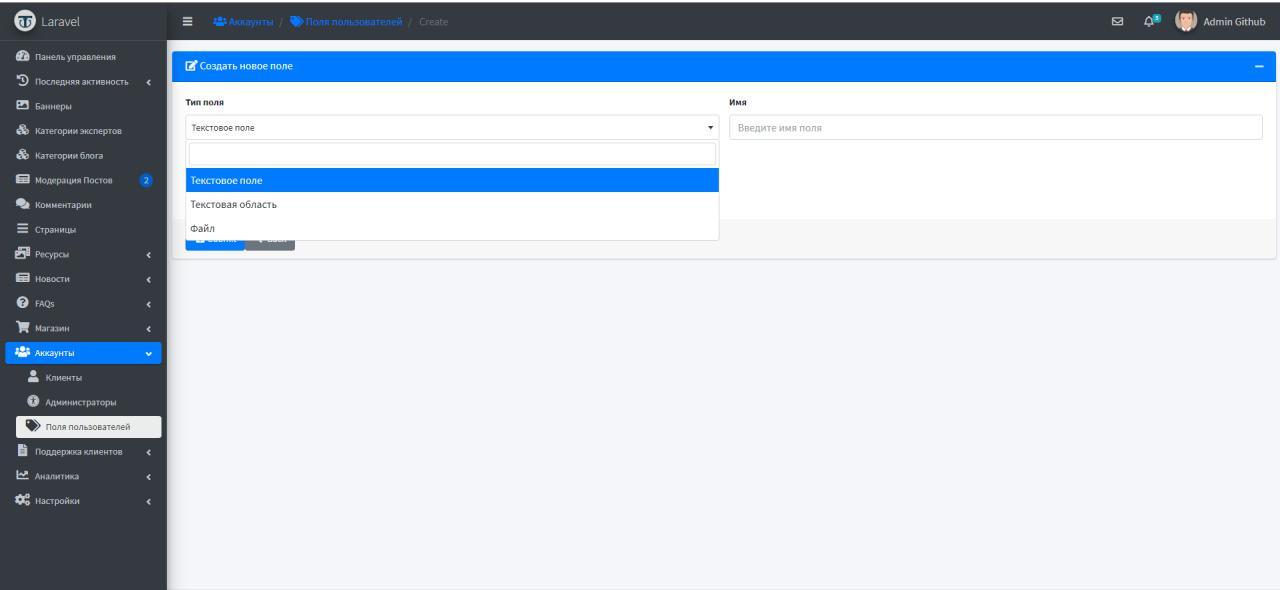 Laravel
Аккаунты / Поля пользователей / Create
3
Admin Github
Панель управления
Последняя активность
Баннеры
Категории экспертов
Категории блога
Модерация Постов 2
Комментарии
Страницы
Ресурсы
Новости
FAQs
Магазин
Аккаунты
Клиенты
Администраторы
Поля пользователей
Поддержка клиентов
Аналитика
Настройки
Создать новое поле
Тип поля
Имя
Текстовое поле
Введите имя поля
Текстовое поле
Текстовая область
Файл